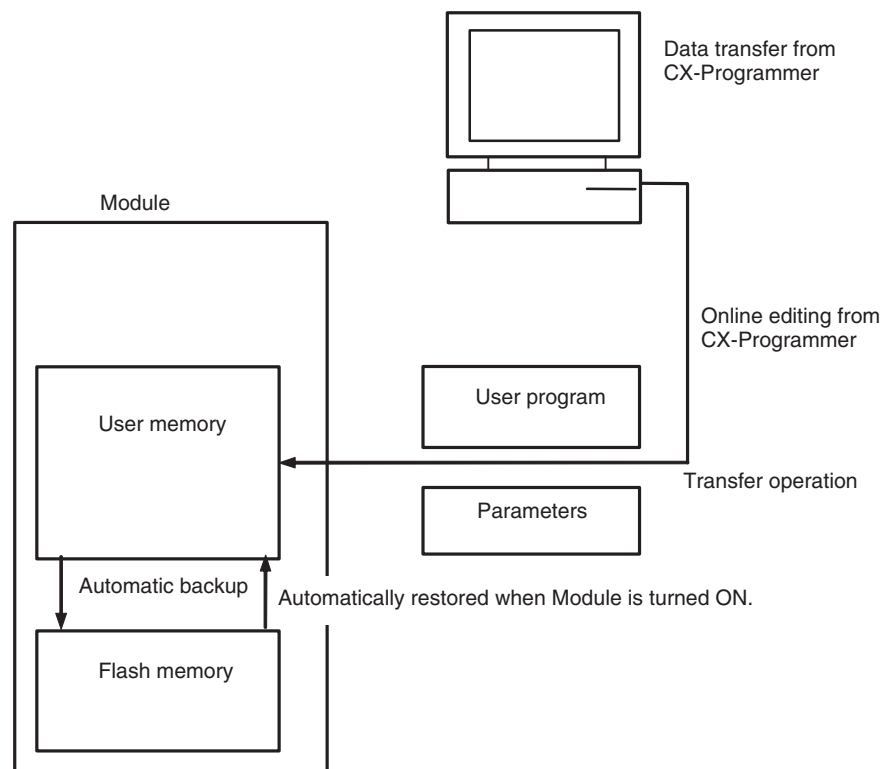 Data transfer from
CX-Programmer
Module
Online editing from
CX-Programmer
User program
User memory
Transfer operation
Parameters
Automatic backup
Automatically restored when Module is turned ON.
Flash memory